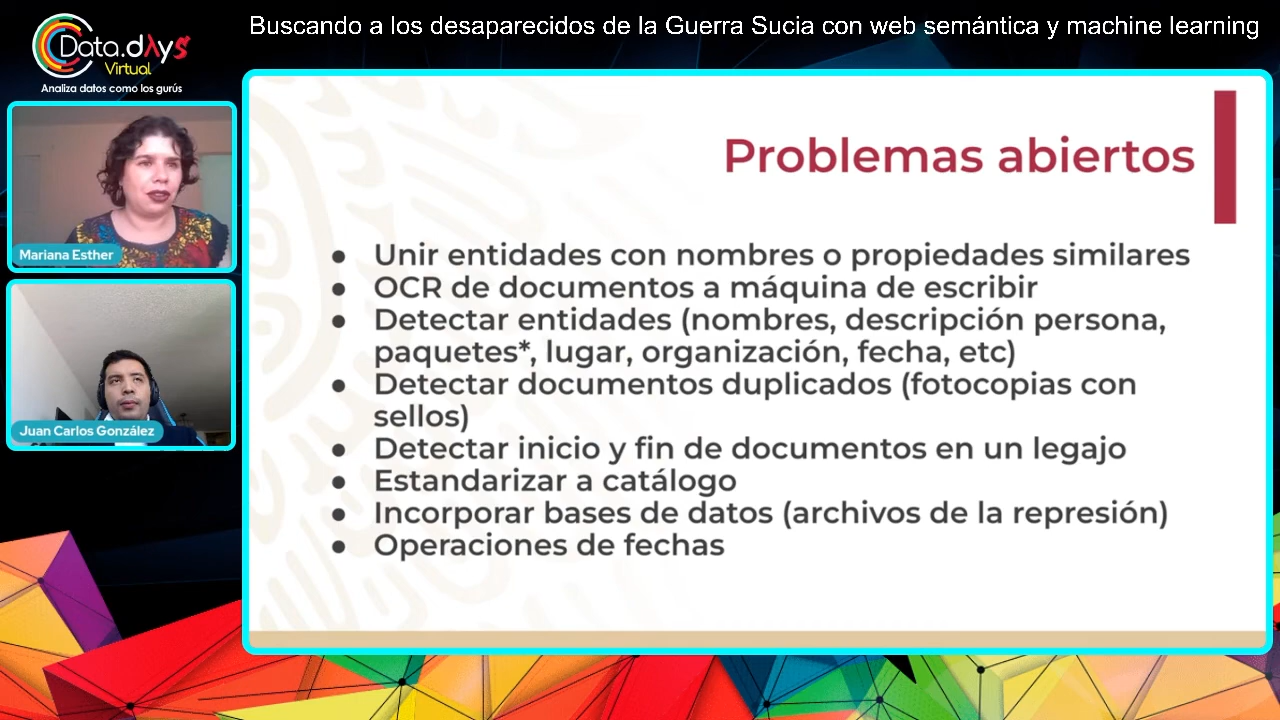 Buscando a los desaparecidos de la Guerra Sucia con web semántica y machine learning
Data.dAys
Virtual
Analiza datos como los gurús
Mariana Esther
Juan Carlos González
Problemas abiertos
● Unir entidades con nombres o propiedades similares
● OCR de documentos a máquina de escribir
● Detectar entidades (nombres, descripción persona,
paquetes*, lugar, organización, fecha, etc)
● Detectar documentos duplicados (fotocopias con
sellos)
● Detectar inicio y fin de documentos en un legajo
● Estandarizar a catálogo
● Incorporar bases de datos (archivos de la represión)
● Operaciones de fechas